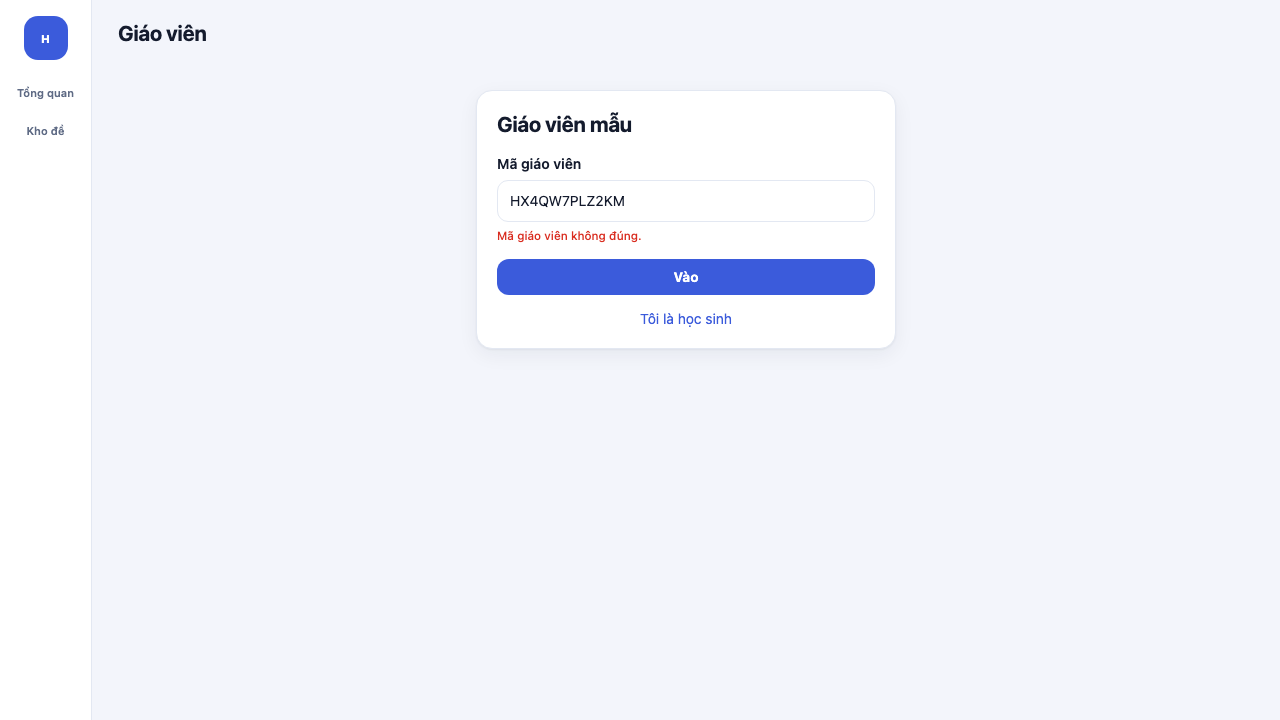 H
Tổng quan
Kho đề
Giáo viên
Giáo viên mẫu
Mã giáo viên
HX4QW7PLZ2KM
Mã giáo viên không đúng.
Vào
Tôi là học sinh